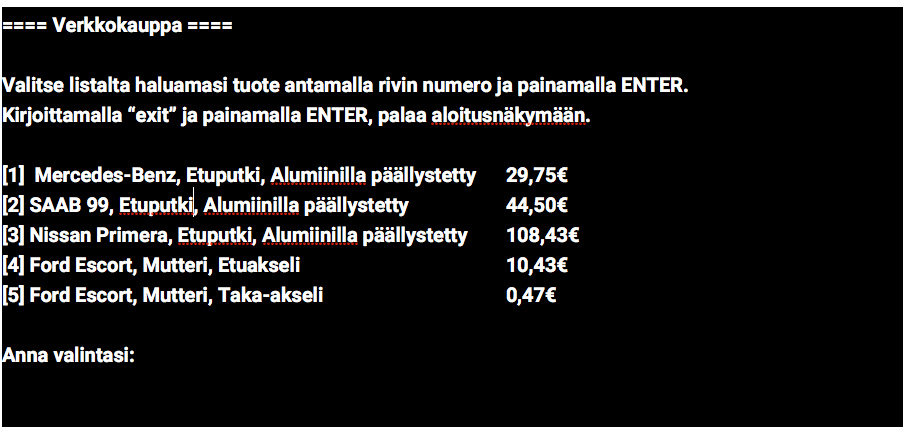 ==== Verkkokauppa ====
Valitse listalta haluamasi tuote antamalla rivin numero ja painamalla ENTER.
Kirjoittamalla “exit” ja painamalla ENTER, palaa aloitusnäkymään.
[1] Mercedes-Benz, Etuputki, Alumiinilla päällystetty 29,75€
[2] SAAB 99, Etuputki, Alumiinilla päällystetty 44,50€
[3] Nissan Primera, Etuputki, Alumiinilla päällystetty 108,43€
[4] Ford Escort, Mutteri, Etuakseli 10,43€
[5] Ford Escort, Mutteri, Taka-akseli 0,47€
Anna valintasi: